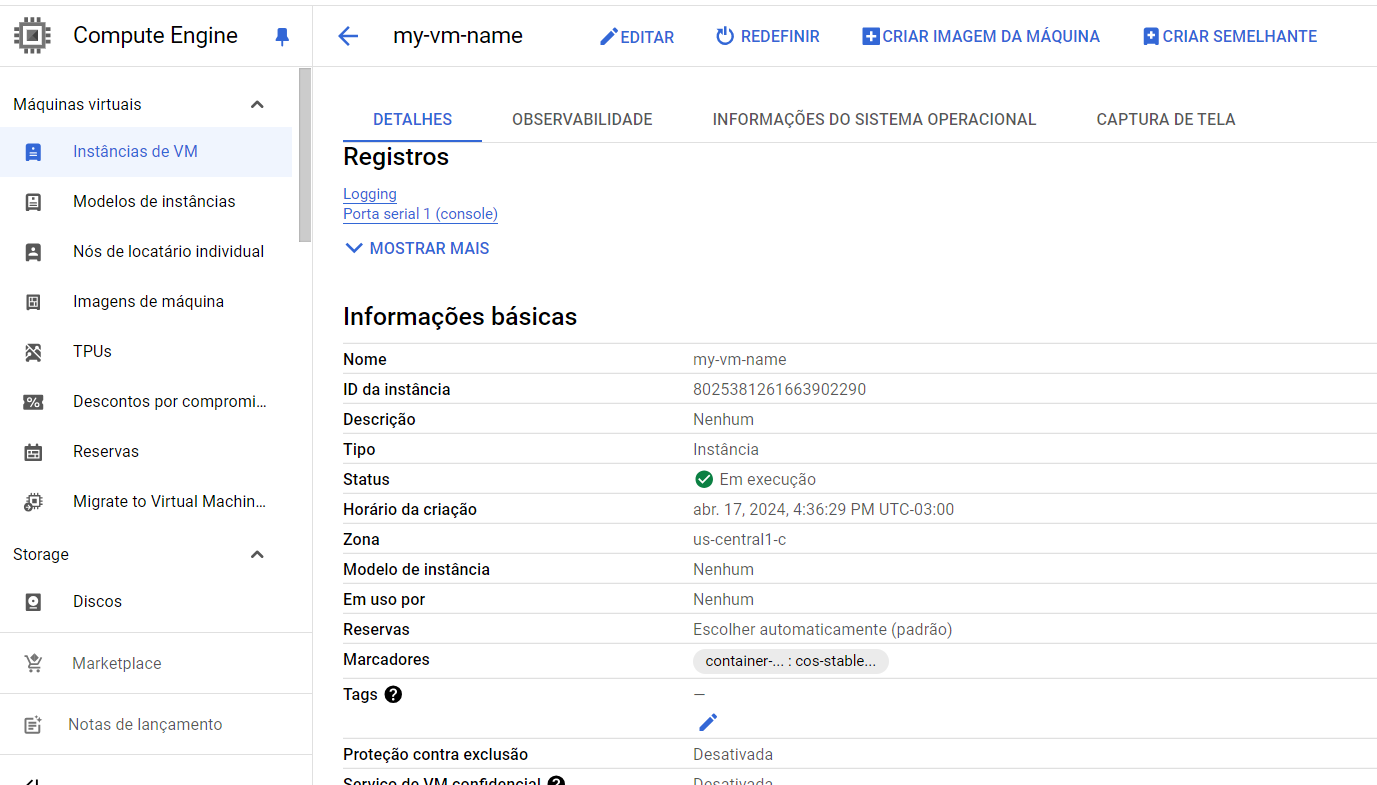 Compute Engine
Máquinas virtuais
Instâncias de VM
Modelos de instâncias
Nós de locatário individual
Imagens de máquina
TPUs
Descontos por compromi...
Reservas
Migrate to Virtual Machin...
Storage
Discos
Marketplace
Notas de lançamento
my-vm-name
EDITAR
REDEFINIR
CRIAR IMAGEM DA MÁQUINA
CRIAR SEMELHANTE
DETALHES
OBSERVABILIDADE
INFORMAÇÕES DO SISTEMA OPERACIONAL
CAPTURA DE TELA
Registros
Logging
Porta serial 1 (console)
MOSTRAR MAIS
Informações básicas
Nome my-vm-name
ID da instância 8025381261663902290
Descrição Nenhum
Tipo Instância
Status Em execução
Horário da criação abr. 17, 2024, 4:36:29 PM UTC-03:00
Zona us-central1-c
Modelo de instância Nenhum
Em uso por Nenhum
Reservas Escolher automaticamente (padrão)
Marcadores container-... : cos-stable...
Tags —
Proteção contra exclusão Desativada
Serviço de VM confidencial Desativada